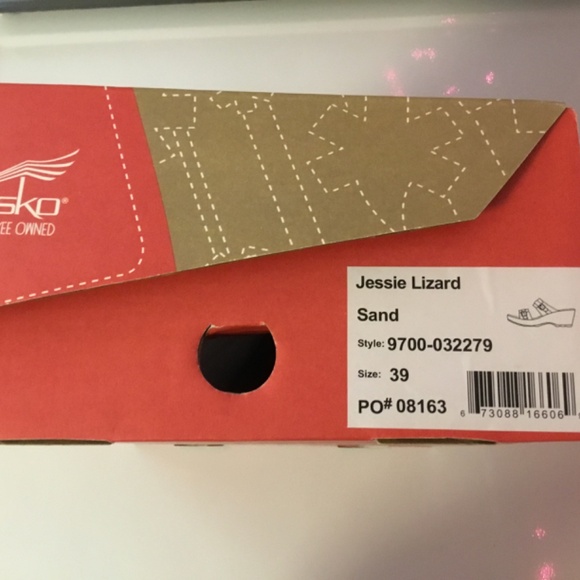 sko®
EE OWNED
Jessie Lizard
Sand
Style: 9700-032279
Size: 39
PO# 08163
6 73088 16606